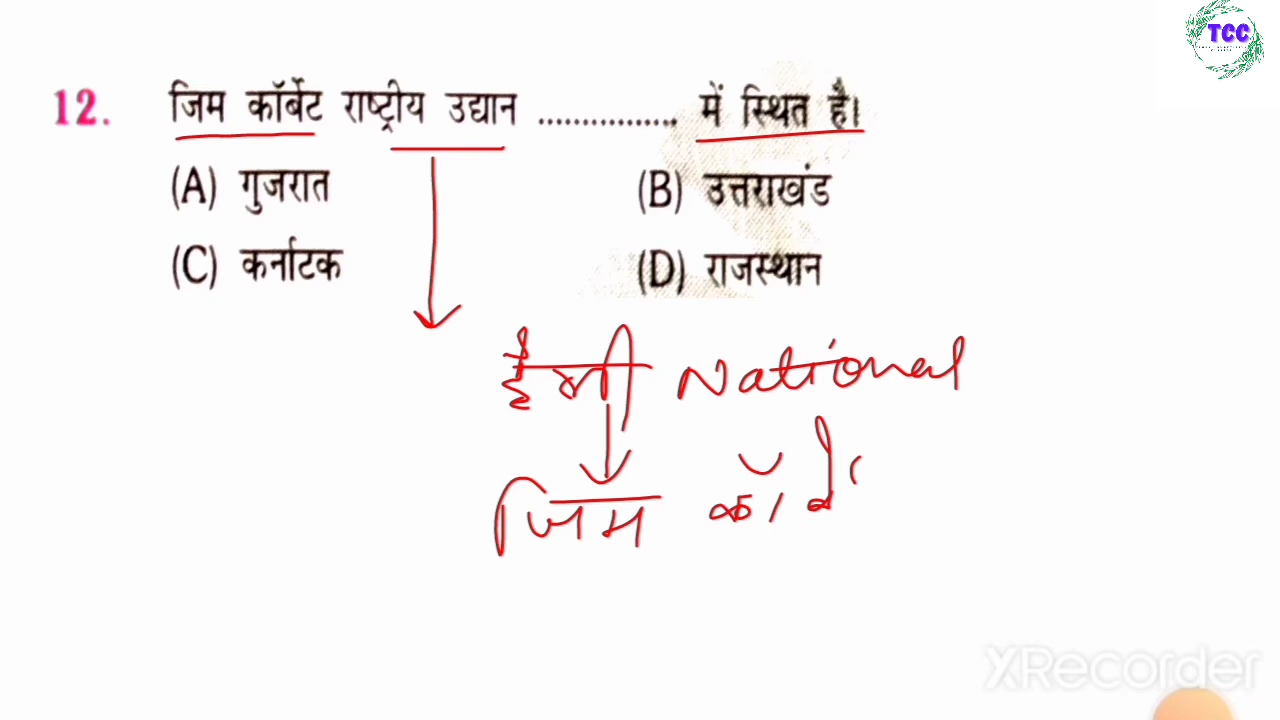 TCC
12. जिम कॉर्बेट राष्ट्रीय उद्यान ................ में स्थित है।
(A) गुजरात (B) उत्तराखंड
(C) कर्नाटक (D) राजस्थान
हैमी National
जिम कॉर्बे
XRecorder